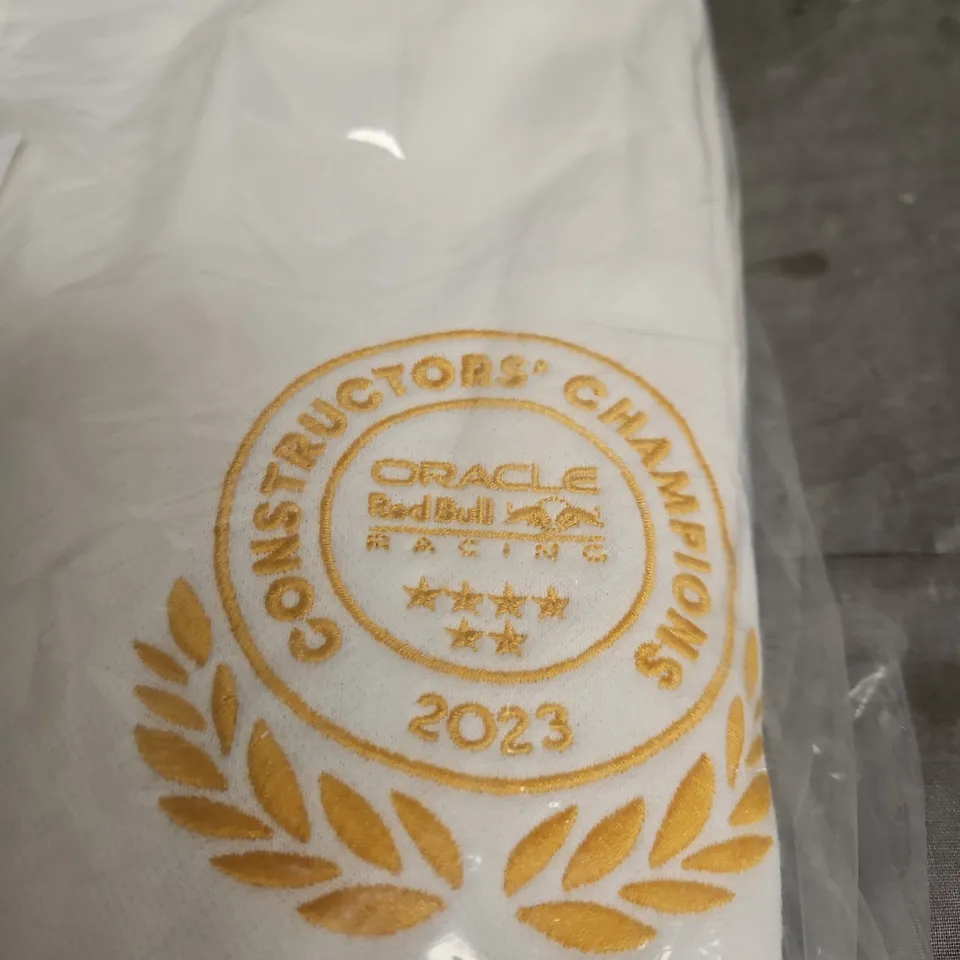 CONSTRUCTORS' CHAMPIONS
ORACLE
Red Bull
RACING
2023